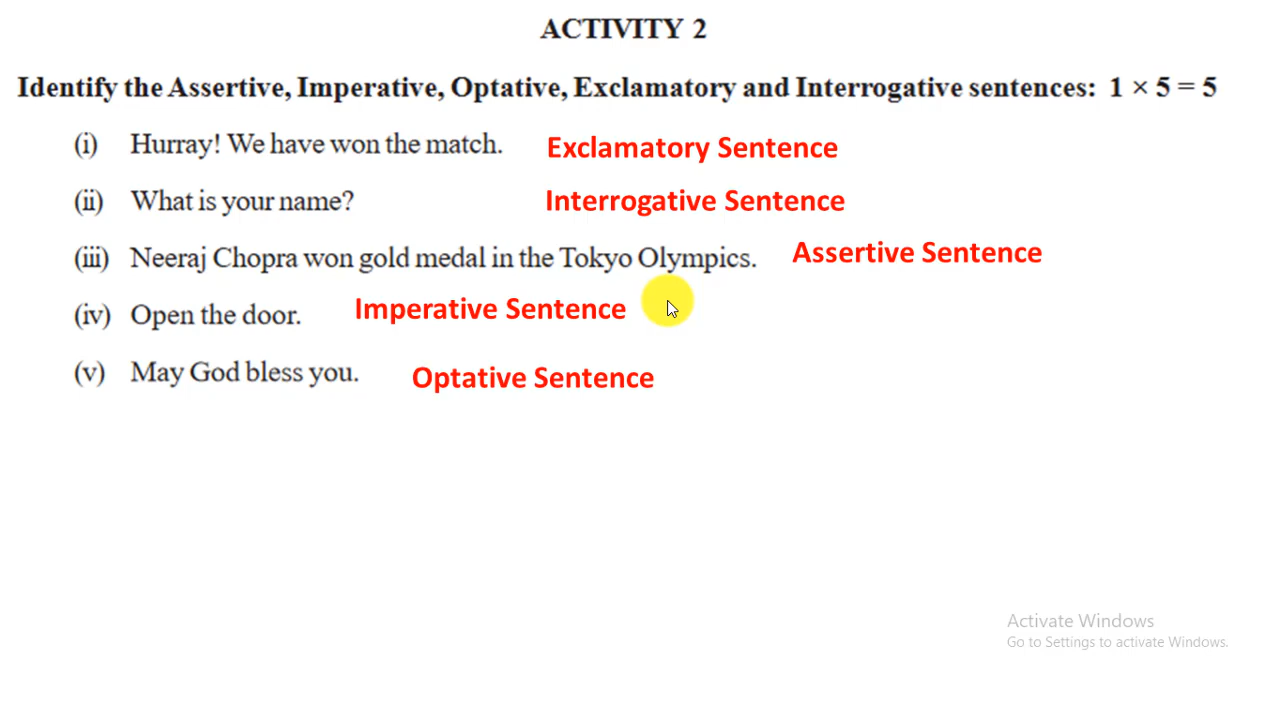 ACTIVITY 2
Identify the Assertive, Imperative, Optative, Exclamatory and Interrogative sentences: 1 × 5 = 5
(i) Hurray! We have won the match. Exclamatory Sentence
(ii) What is your name? Interrogative Sentence
(iii) Neeraj Chopra won gold medal in the Tokyo Olympics. Assertive Sentence
(iv) Open the door. Imperative Sentence
(v) May God bless you. Optative Sentence
Activate Windows
Go to Settings to activate Windows.